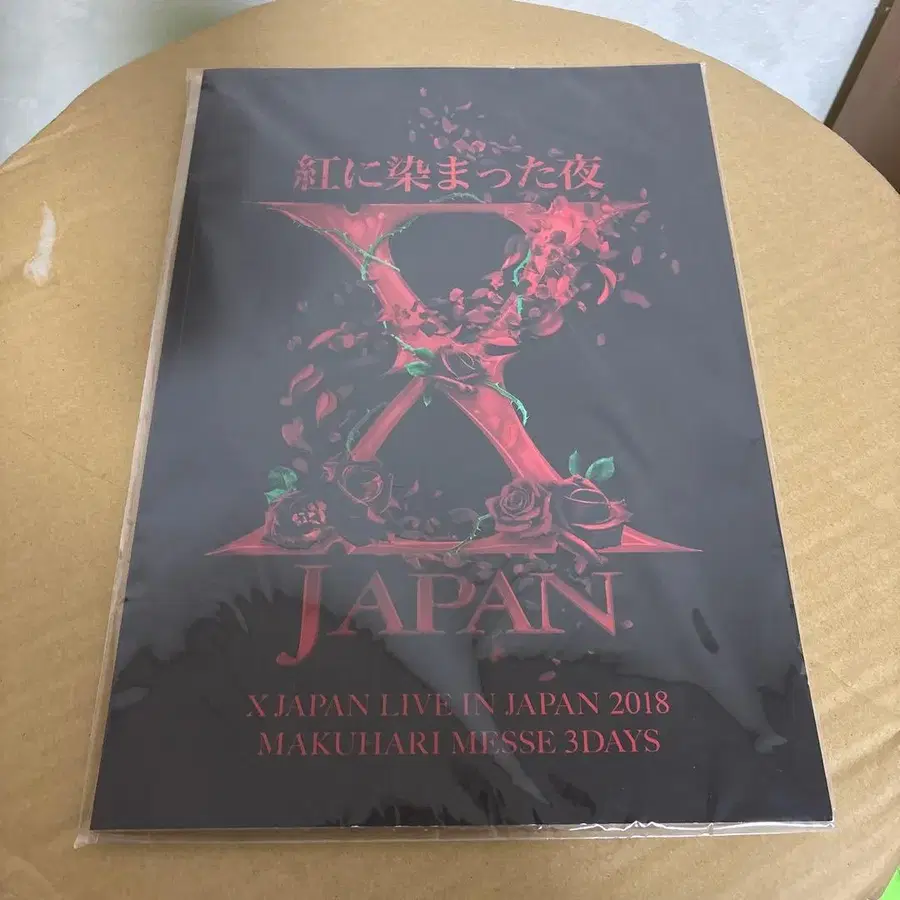 紅に染まった夜
X
JAPAN
X JAPAN LIVE IN JAPAN 2018
MAKUHARI MESSE 3DAYS